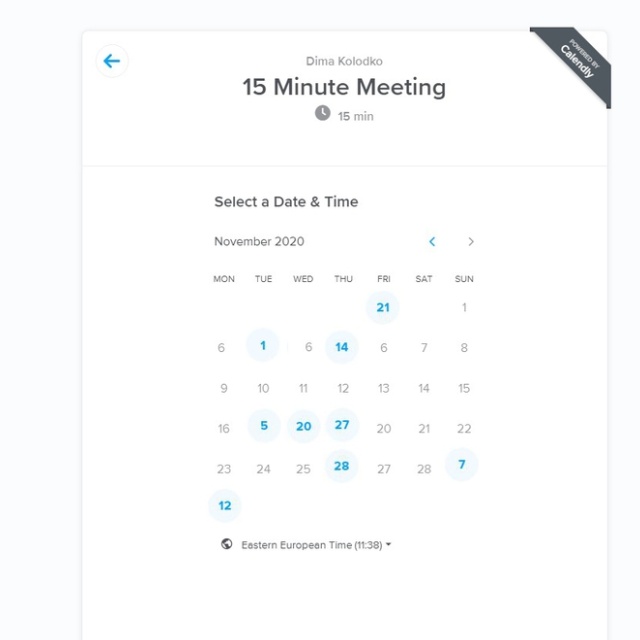 POWERED BY
Calendly
Dima Kolodko
15 Minute Meeting
15 min
Select a Date & Time
November 2020
MON TUE WED THU FRI SAT SUN
21 1
6 1 6 14 6 7 8
9 10 11 12 13 14 15
16 5 20 27 20 21 22
23 24 25 28 27 28 7
12
Eastern European Time (11:38)